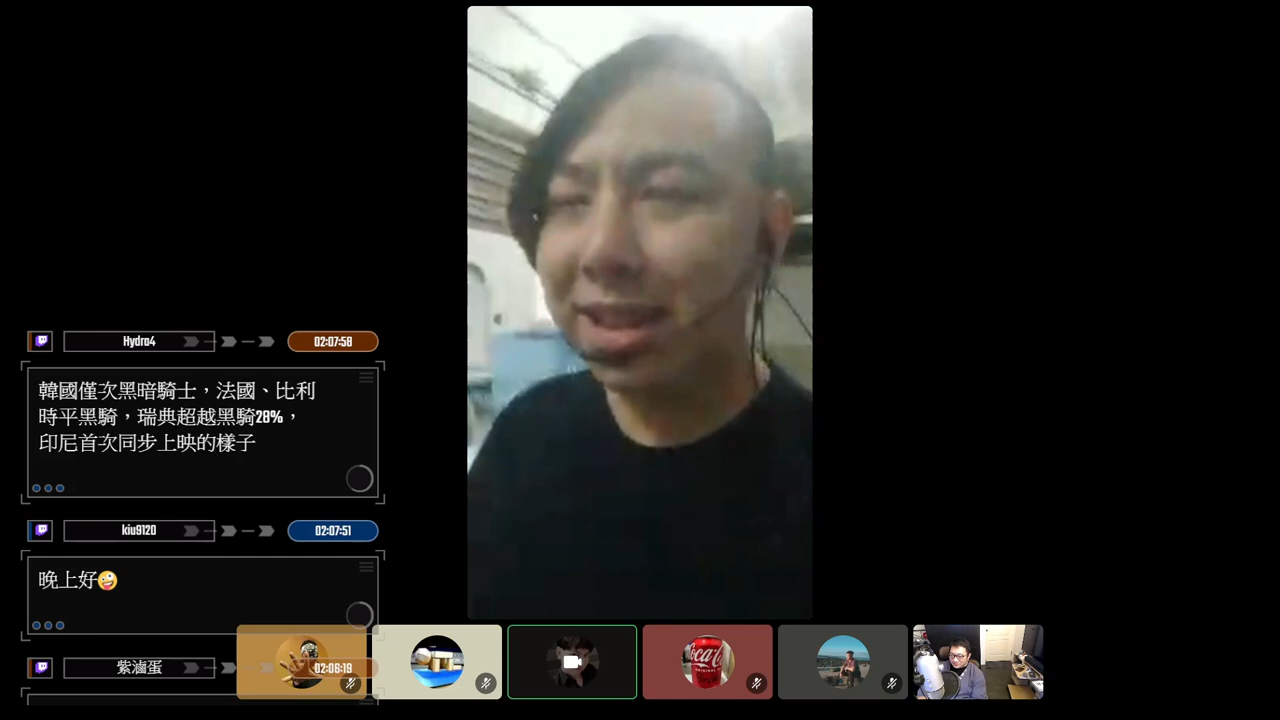 Hydro4
02:07:58
韓國僅次黑暗騎士，法國、比利
時平黑騎，瑞典超越黑騎28%，
印尼首次同步上映的樣子
kiu9120
02:07:51
晚上好🤪
紫滷蛋
02:06:19
Coca-Cola